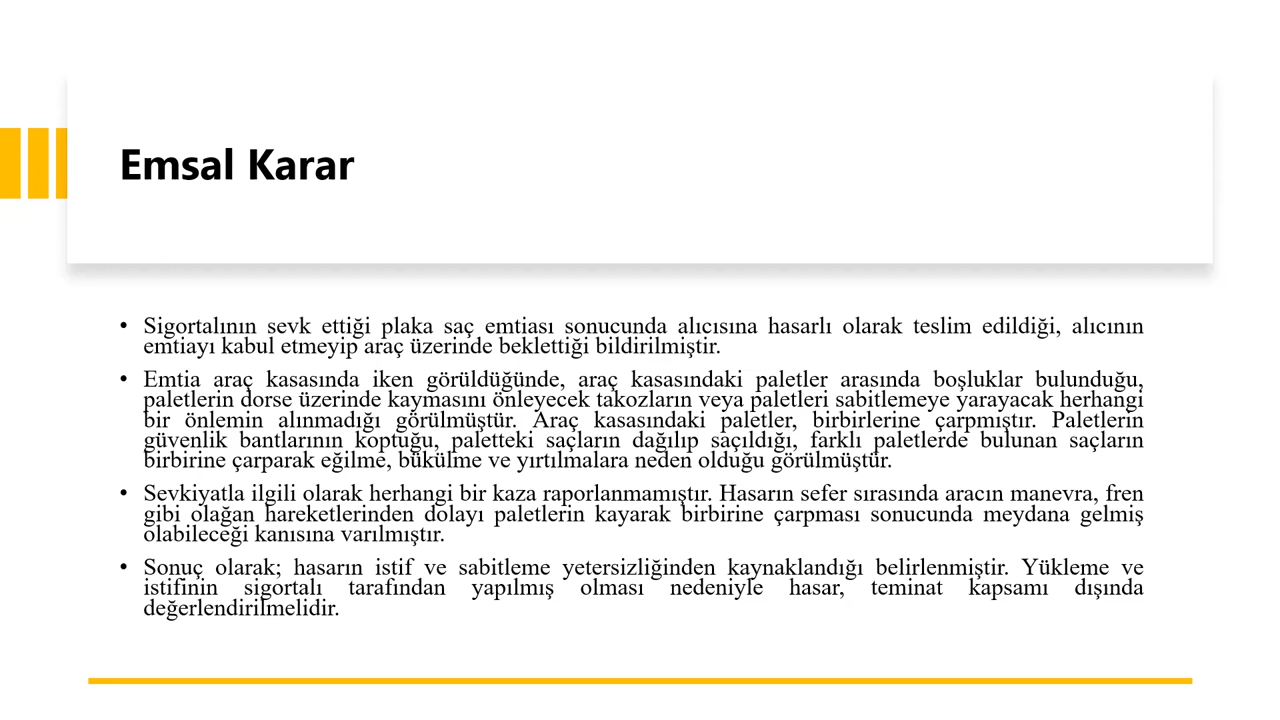 Emsal Karar
• Sigortalının sevk ettiği plaka saç emtiası sonucunda alıcısına hasarlı olarak teslim edildiği, alıcının
emtiayı kabul etmeyip araç üzerinde beklettiği bildirilmiştir.
• Emtia araç kasasında iken görüldüğünde, araç kasasındaki paletler arasında boşluklar bulunduğu,
paletlerin dorse üzerinde kaymasını önleyecek takozların veya paletleri sabitlemeye yarayacak herhangi
bir önlemin alınmadığı görülmüştür. Araç kasasındaki paletler, birbirlerine çarpmıştır. Paletlerin
güvenlik bantlarının koptuğu, paletteki saçların dağılıp saçıldığı, farklı paletlerde bulunan saçların
birbirine çarparak eğilme, bükülme ve yırtılmalara neden olduğu görülmüştür.
• Sevkiyatla ilgili olarak herhangi bir kaza raporlanmamıştır. Hasarın sefer sırasında aracın manevra, fren
gibi olağan hareketlerinden dolayı paletlerin kayarak birbirine çarpması sonucunda meydana gelmiş
olabileceği kanısına varılmıştır.
• Sonuç olarak; hasarın istif ve sabitleme yetersizliğinden kaynaklandığı belirlenmiştir. Yükleme ve
istifinin sigortalı tarafından yapılmış olması nedeniyle hasar, teminat kapsamı dışında
değerlendirilmelidir.